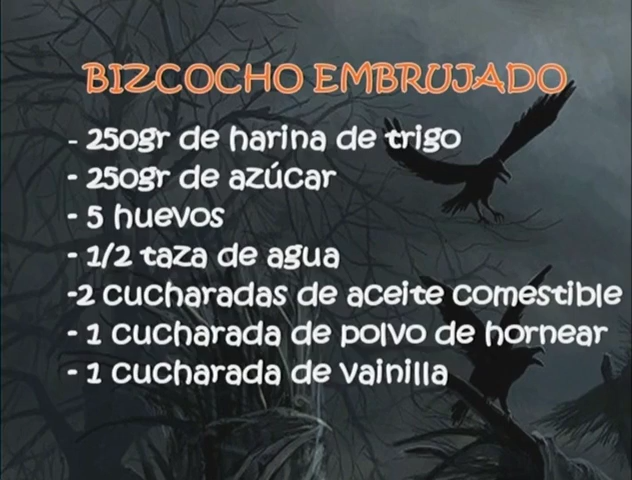 BIZCOCHO EMBRUJADO
- 250gr de harina de trigo
- 250gr de azúcar
- 5 huevos
- 1/2 taza de agua
-2 cucharadas de aceite comestible
- 1 cucharada de polvo de hornear
- 1 cucharada de vainilla